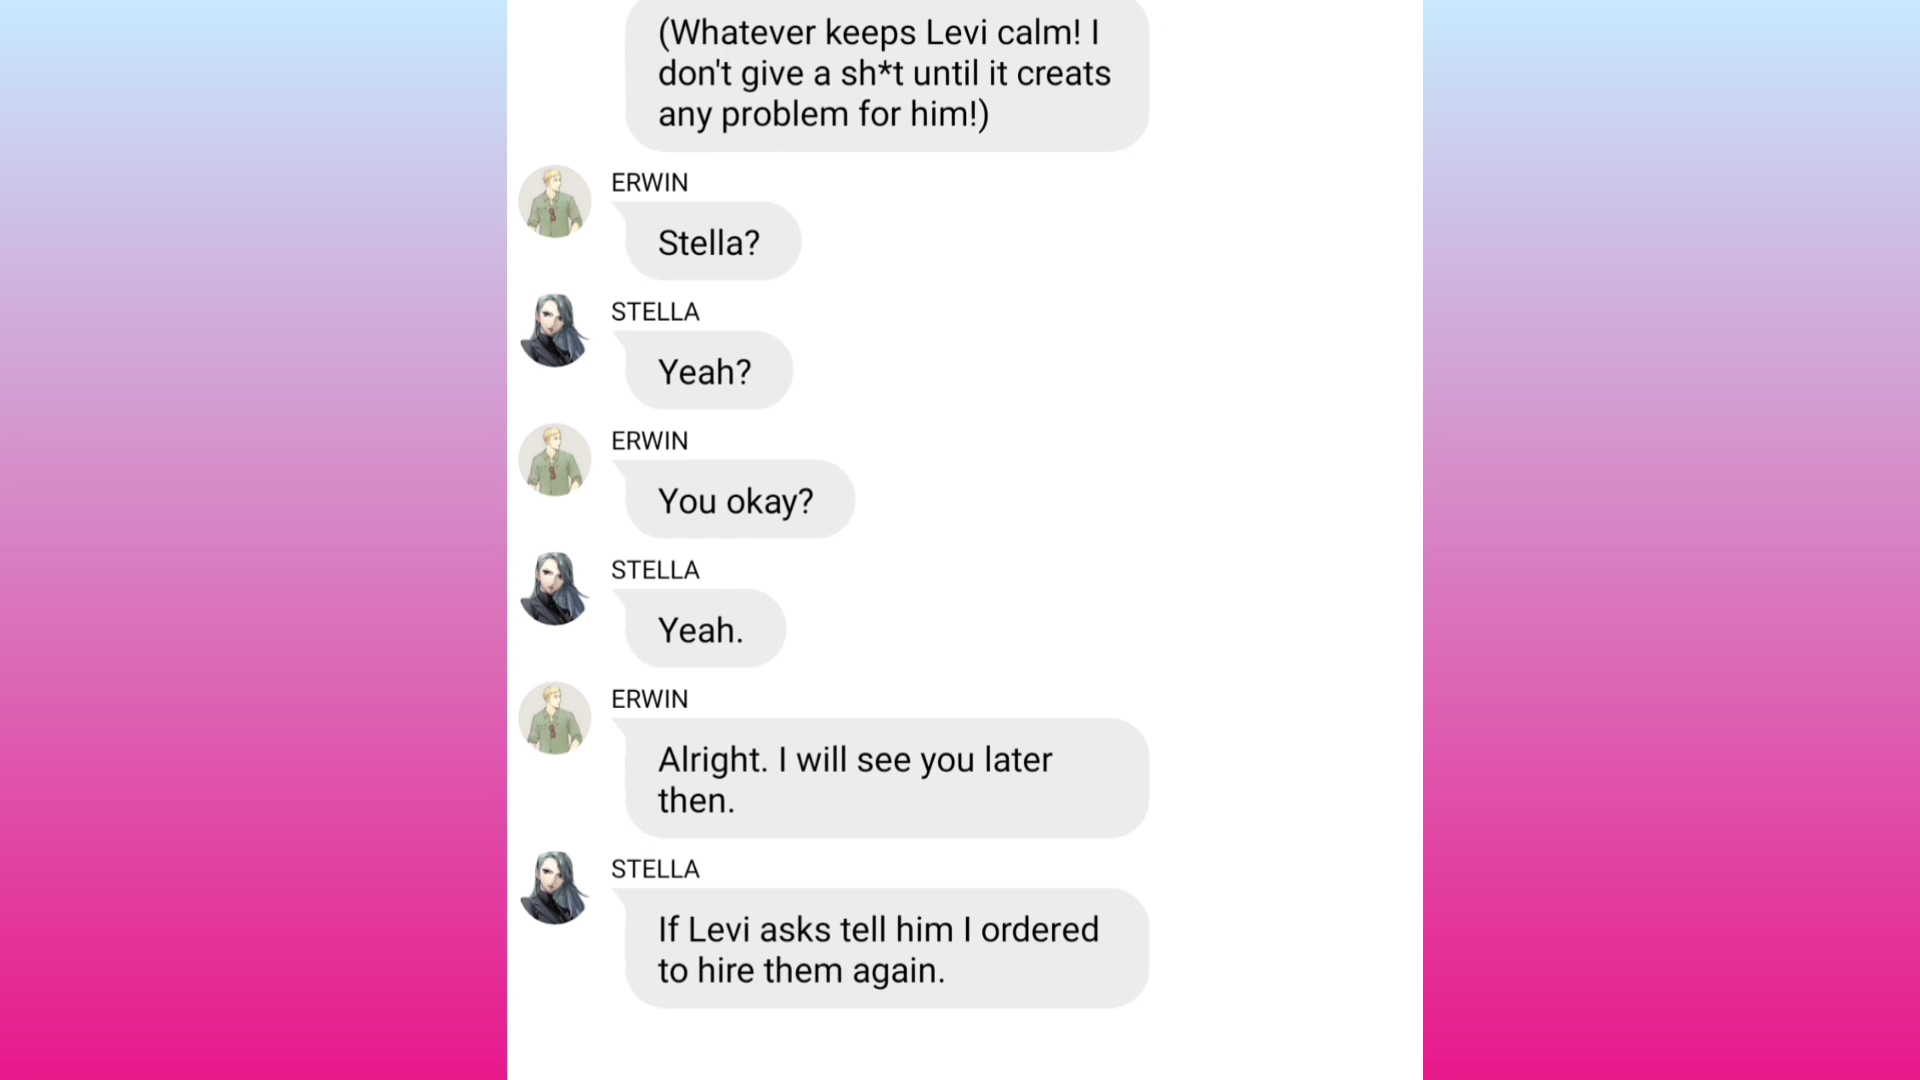 (Whatever keeps Levi calm! I
don't give a sh*t until it creats
any problem for him!)
ERWIN
Stella?
STELLA
Yeah?
ERWIN
You okay?
STELLA
Yeah.
ERWIN
Alright. I will see you later
then.
STELLA
If Levi asks tell him I ordered
to hire them again.